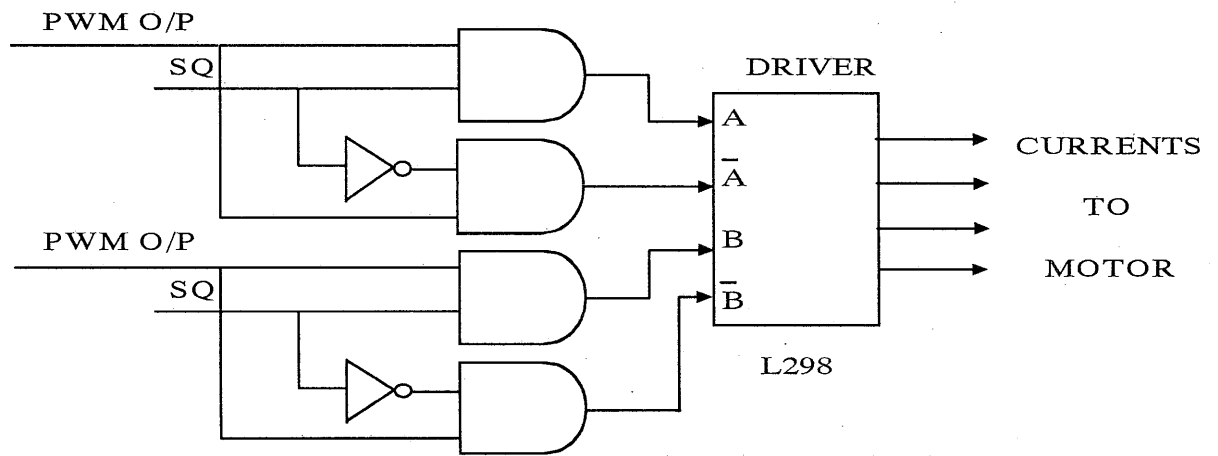 PWM O/P
SQ
DRIVER
A
A̅
B
B̅
CURRENTS
TO
MOTOR
PWM O/P
SQ
L298